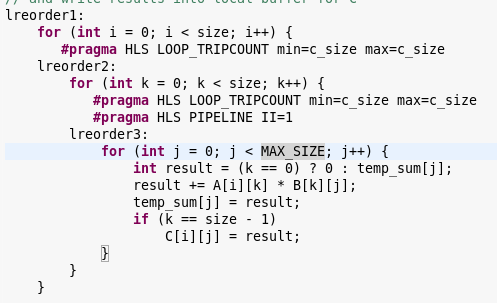 // and write results into local buffer for C
lreorder1:
    for (int i = 0; i < size; i++) {
       #pragma HLS LOOP_TRIPCOUNT min=c_size max=c_size
    lreorder2:
        for (int k = 0; k < size; k++) {
           #pragma HLS LOOP_TRIPCOUNT min=c_size max=c_size
           #pragma HLS PIPELINE II=1
        lreorder3:
            for (int j = 0; j < MAX_SIZE; j++) {
                int result = (k == 0) ? 0 : temp_sum[j];
                result += A[i][k] * B[k][j];
                temp_sum[j] = result;
                if (k == size - 1)
                    C[i][j] = result;
            }
        }
    }